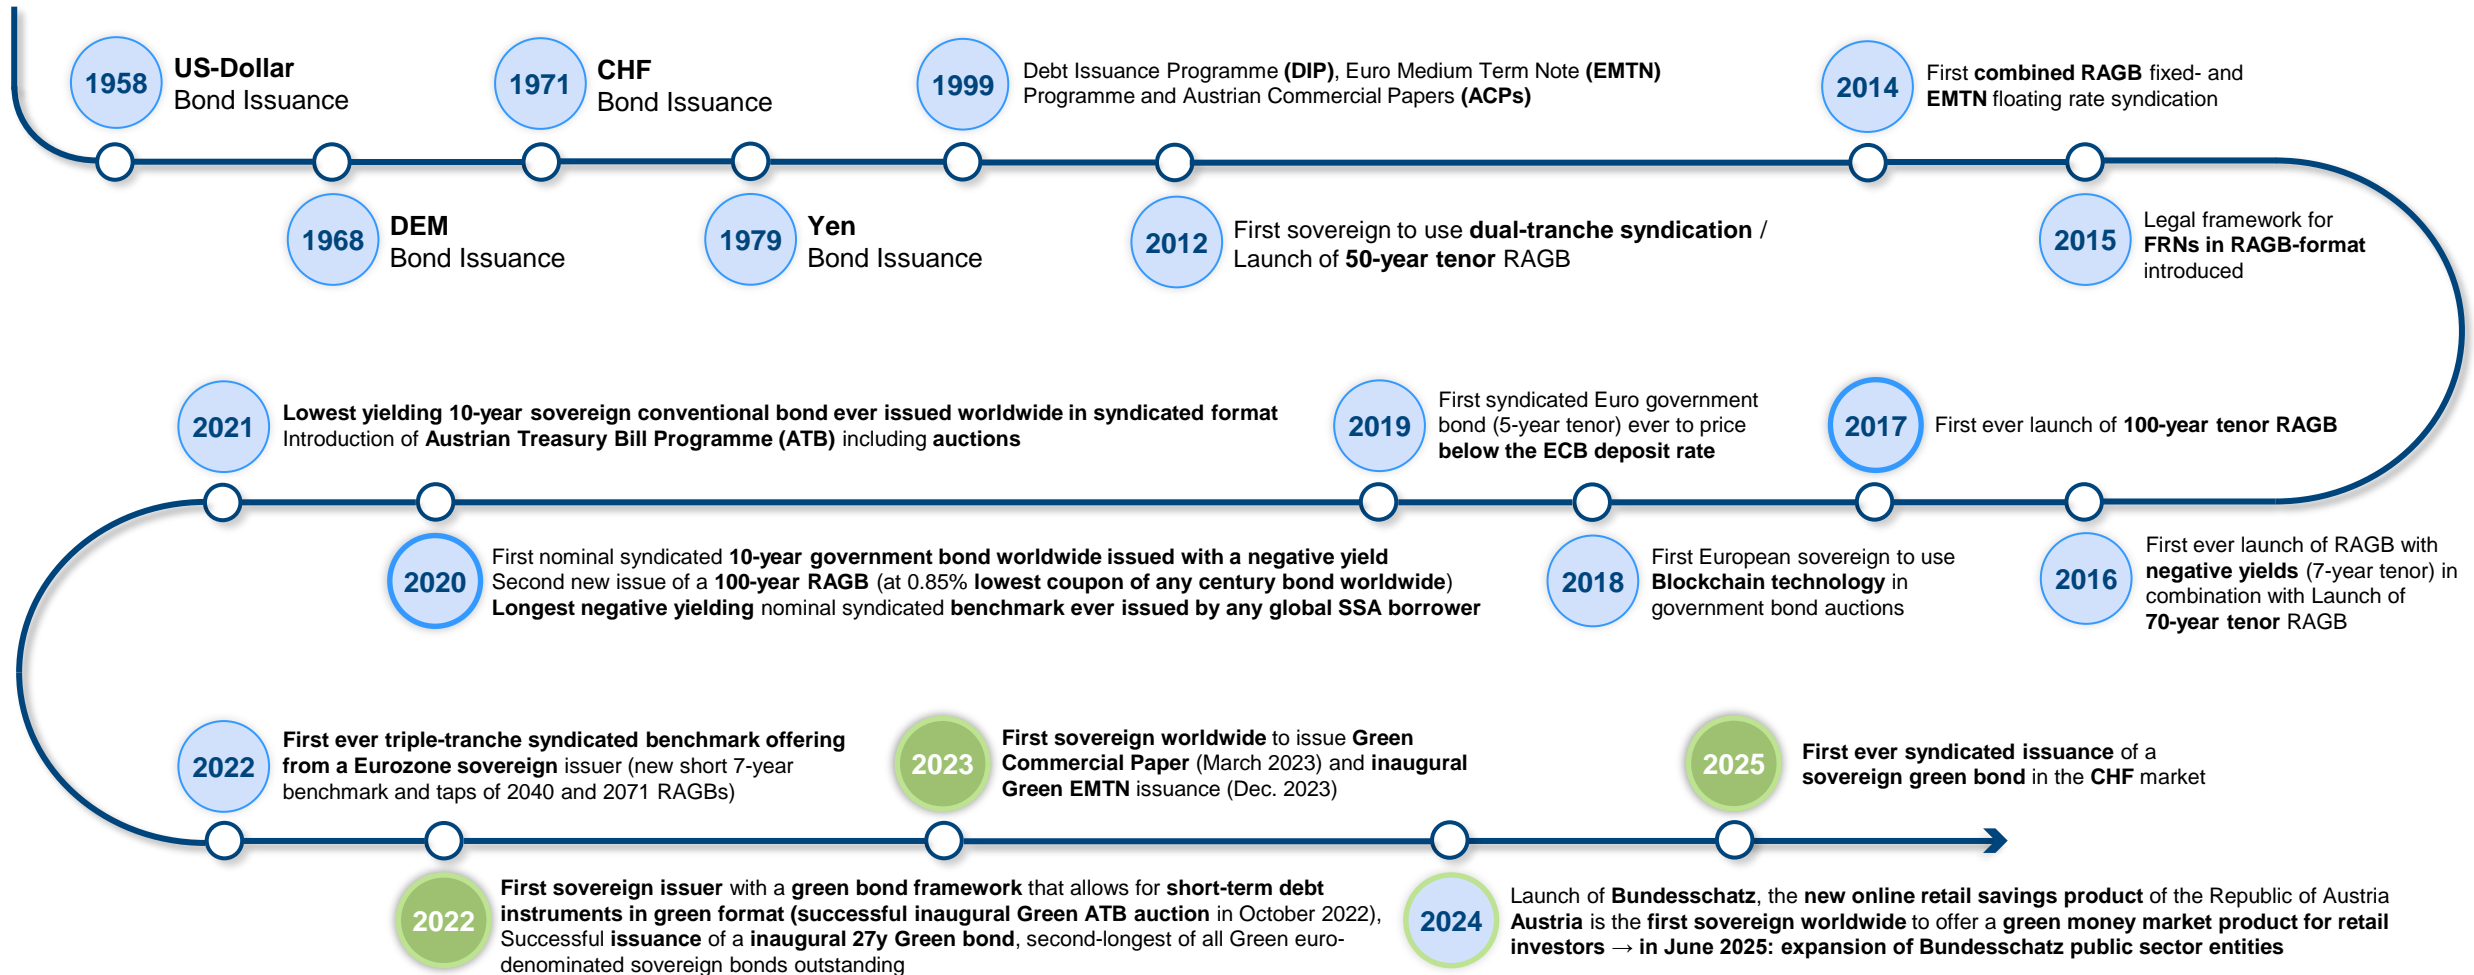 1958
US-Dollar
Bond Issuance
1968
DEM
Bond Issuance
1971
CHF
Bond Issuance
1979
Yen
Bond Issuance
1999
Debt Issuance Programme (DIP), Euro Medium Term Note (EMTN)
Programme and Austrian Commercial Papers (ACPs)
2012
First sovereign to use dual-tranche syndication /
Launch of 50-year tenor RAGB
2014
First combined RAGB fixed- and
EMTN floating rate syndication
2015
Legal framework for
FRNs in RAGB-format
introduced
2016
First ever launch of RAGB with
negative yields (7-year tenor) in
combination with Launch of
70-year tenor RAGB
2017
First ever launch of 100-year tenor RAGB
2018
First European sovereign to use
Blockchain technology in
government bond auctions
2019
First syndicated Euro government
bond (5-year tenor) ever to price
below the ECB deposit rate
2020
First nominal syndicated 10-year government bond worldwide issued with a negative yield
Second new issue of a 100-year RAGB (at 0.85% lowest coupon of any century bond worldwide)
Longest negative yielding nominal syndicated benchmark ever issued by any global SSA borrower
2021
Lowest yielding 10-year sovereign conventional bond ever issued worldwide in syndicated format
Introduction of Austrian Treasury Bill Programme (ATB) including auctions
2022
First ever triple-tranche syndicated benchmark offering
from a Eurozone sovereign issuer (new short 7-year
benchmark and taps of 2040 and 2071 RAGBs)
2022
First sovereign issuer with a green bond framework that allows for short-term debt
instruments in green format (successful inaugural Green ATB auction in October 2022),
Successful issuance of a inaugural 27y Green bond, second-longest of all Green euro-
denominated sovereign bonds outstanding
2023
First sovereign worldwide to issue Green
Commercial Paper (March 2023) and inaugural
Green EMTN issuance (Dec. 2023)
2024
Launch of Bundesschatz, the new online retail savings product of the Republic of Austria
Austria is the first sovereign worldwide to offer a green money market product for retail
investors → in June 2025: expansion of Bundesschatz public sector entities
2025
First ever syndicated issuance of a
sovereign green bond in the CHF market